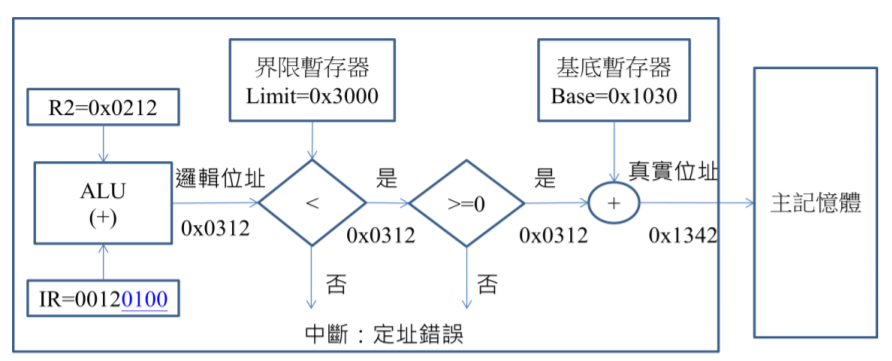 界限暫存器
Limit=0x3000
基底暫存器
Base=0x1030
R2=0x0212
ALU
(+)
邏輯位址
0x0312
<
是
0x0312
>=0
是
0x0312
+
真實位址
0x1342
主記憶體
IR=00120100
否
否
中斷：定址錯誤